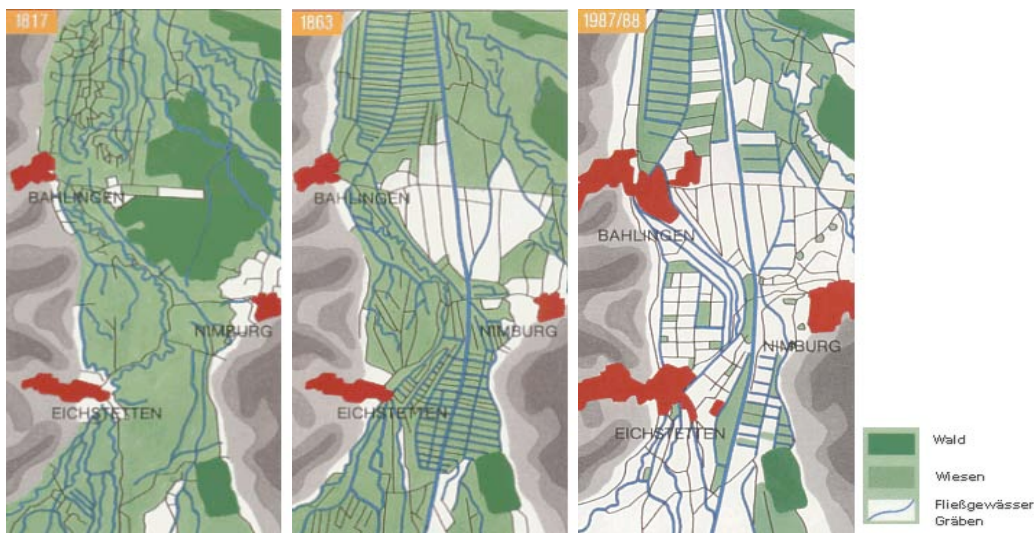 1817
BAHLINGEN
NIMBURG
EICHSTETTEN
1863
BAHLINGEN
NIMBURG
EICHSTETTEN
1987/88
BAHLINGEN
NIMBURG
EICHSTETTEN
Wald
Wiesen
Fließgewässer
Gräben